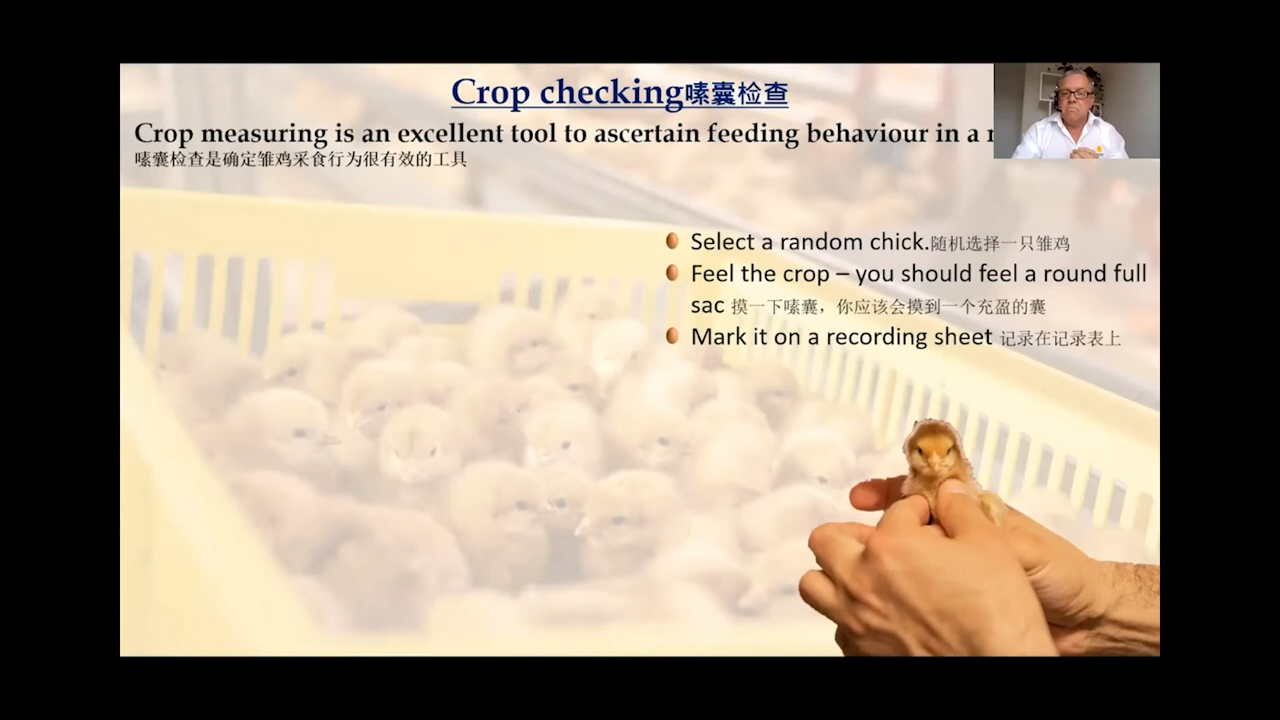 Crop checking嗉囊检查
Crop measuring is an excellent tool to ascertain feeding behaviour in a
嗉囊检查是确定雏鸡采食行为很有效的工具
Select a random chick.随机选择一只雏鸡
Feel the crop – you should feel a round full
sac 摸一下嗉囊，你应该会摸到一个充盈的囊
Mark it on a recording sheet 记录在记录表上